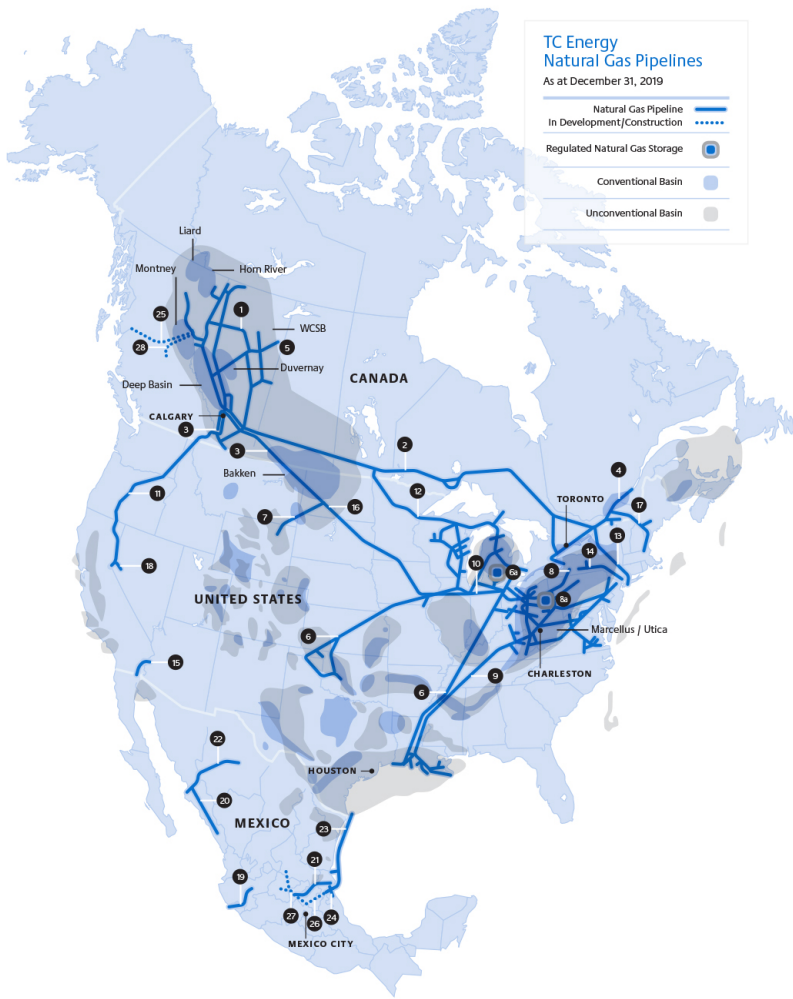 TC Energy
Natural Gas Pipelines
As at December 31, 2019
Natural Gas Pipeline
In Development/Construction
Regulated Natural Gas Storage
Conventional Basin
Unconventional Basin
Liard
Montney
Horn River
25
1
WCSB
28
5
Duvernay
CANADA
Deep Basin
CALGARY
3
3
2
Bakken
12
4
11
TORONTO
16
17
7
13
14
18
10
6a
8
UNITED STATES
8a
6
Marcellus / Utica
15
9
CHARLESTON
6
22
HOUSTON
20
MEXICO
23
21
19
27
26
24
MEXICO CITY